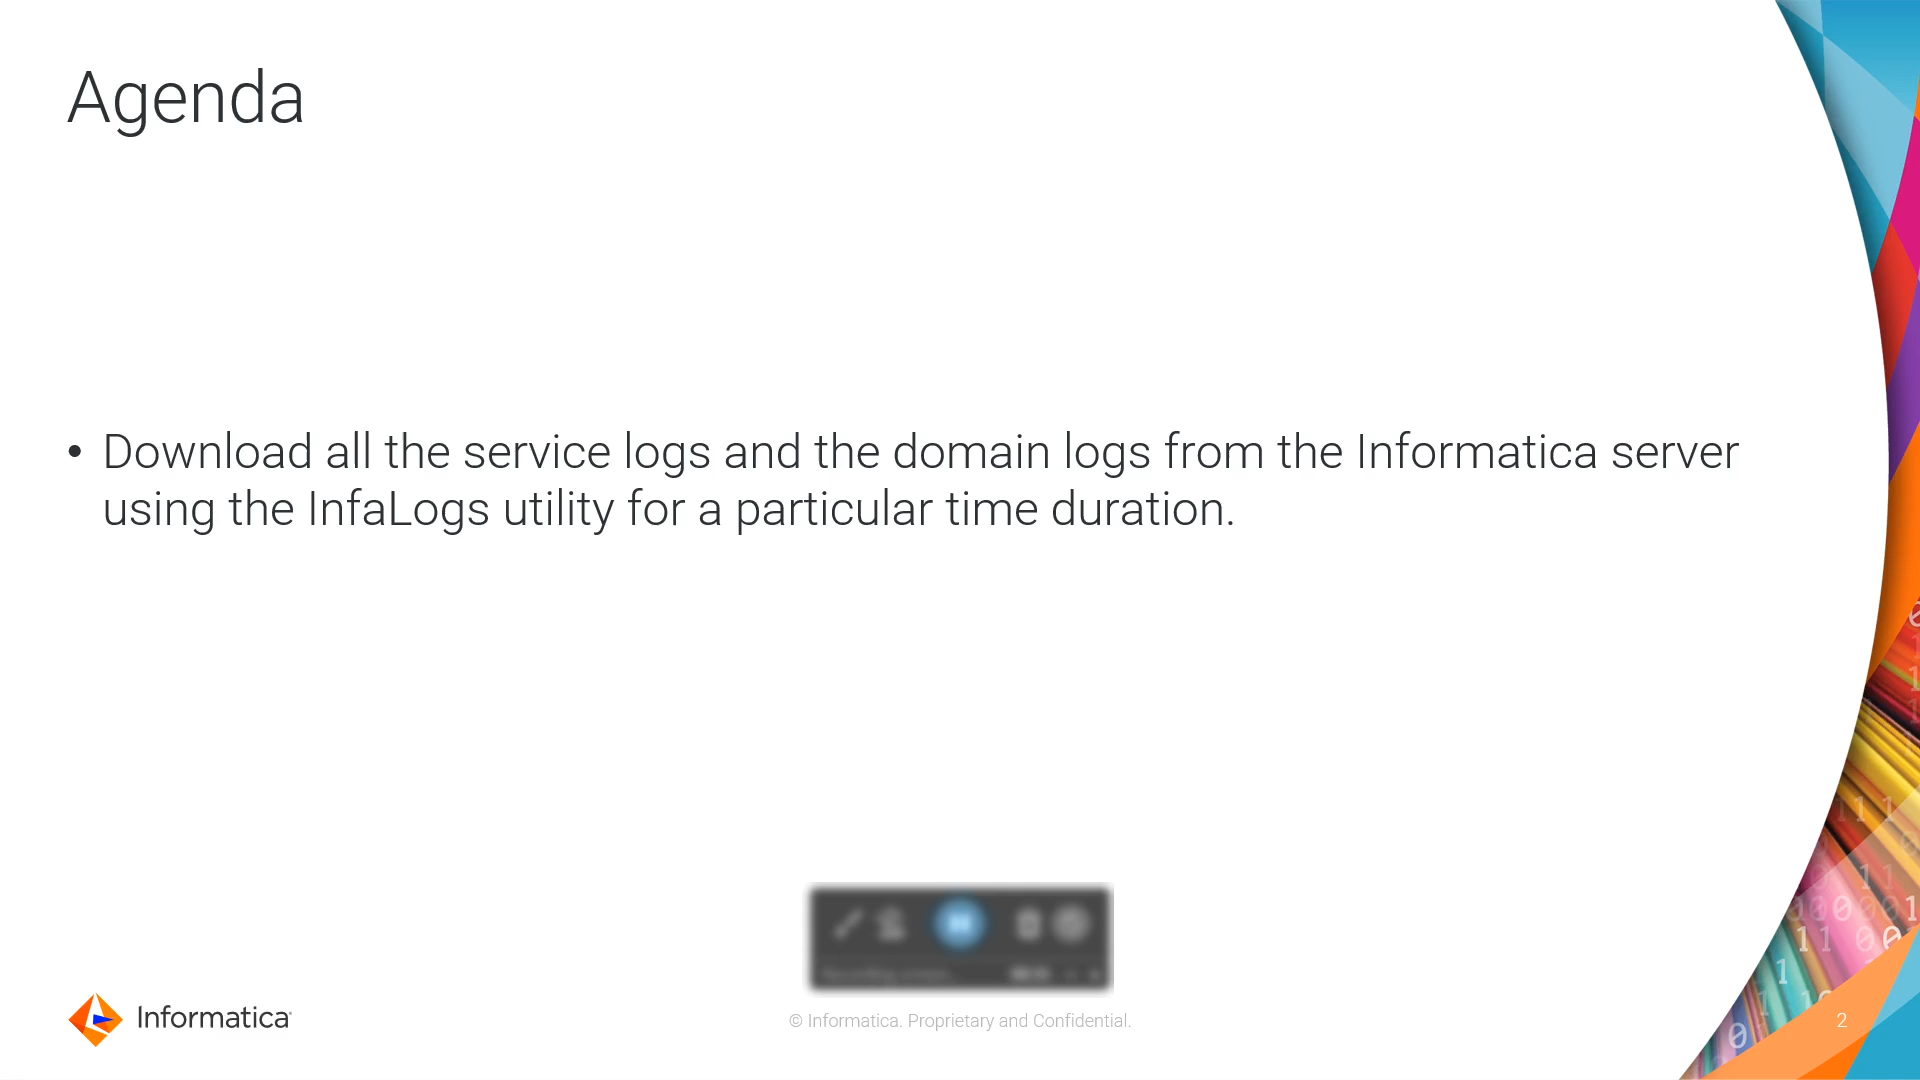 Agenda
• Download all the service logs and the domain logs from the Informatica server
using the InfaLogs utility for a particular time duration.
Informatica
© Informatica. Proprietary and Confidential.
2